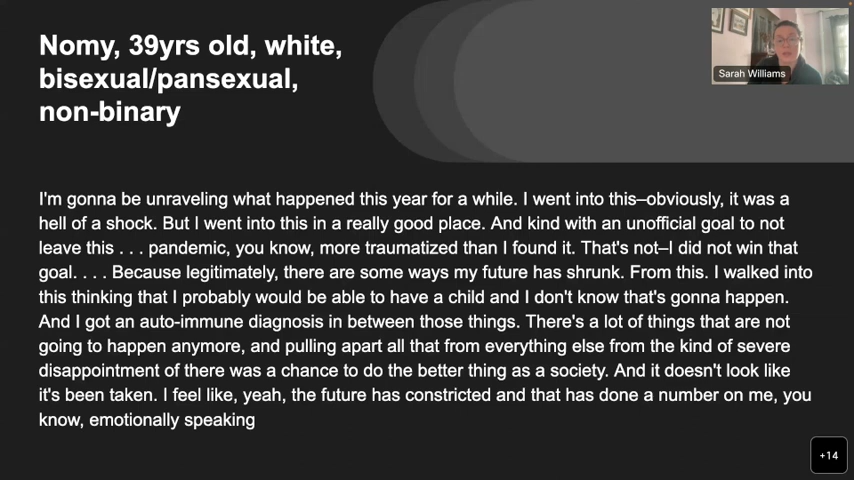 Nomy, 39yrs old, white,
bisexual/pansexual,
non-binary
Sarah Williams
I'm gonna be unraveling what happened this year for a while. I went into this–obviously, it was a
hell of a shock. But I went into this in a really good place. And kind with an unofficial goal to not
leave this . . . pandemic, you know, more traumatized than I found it. That's not–I did not win that
goal. . . . Because legitimately, there are some ways my future has shrunk. From this. I walked into
this thinking that I probably would be able to have a child and I don't know that's gonna happen.
And I got an auto-immune diagnosis in between those things. There's a lot of things that are not
going to happen anymore, and pulling apart all that from everything else from the kind of severe
disappointment of there was a chance to do the better thing as a society. And it doesn't look like
it's been taken. I feel like, yeah, the future has constricted and that has done a number on me, you
know, emotionally speaking
+14